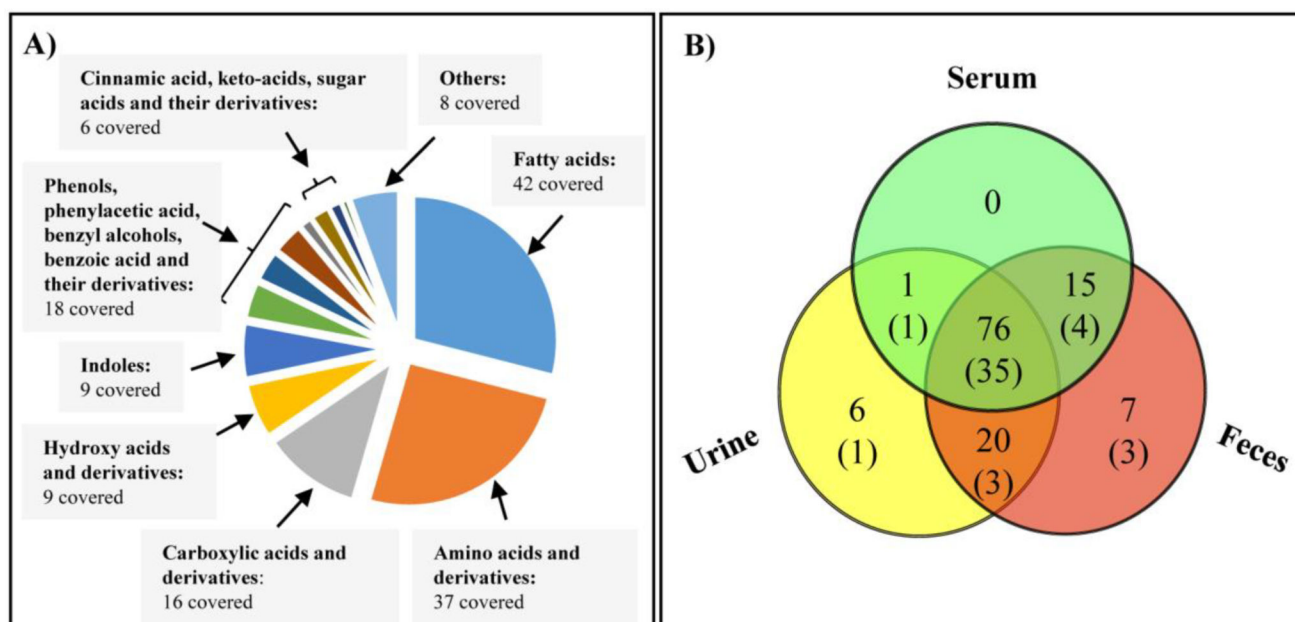 A)
Cinnamic acid, keto-acids, sugar
acids and their derivatives:
6 covered
Others:
8 covered
Fatty acids:
42 covered
Phenols,
phenylacetic acid,
benzyl alcohols,
benzoic acid and
their derivatives:
18 covered
Indoles:
9 covered
Hydroxy acids
and derivatives:
9 covered
Carboxylic acids and
derivatives:
16 covered
Amino acids and
derivatives:
37 covered
B)
Serum
0
1
(1)
15
(4)
76
(35)
6
(1)
20
(3)
7
(3)
Urine
Feces